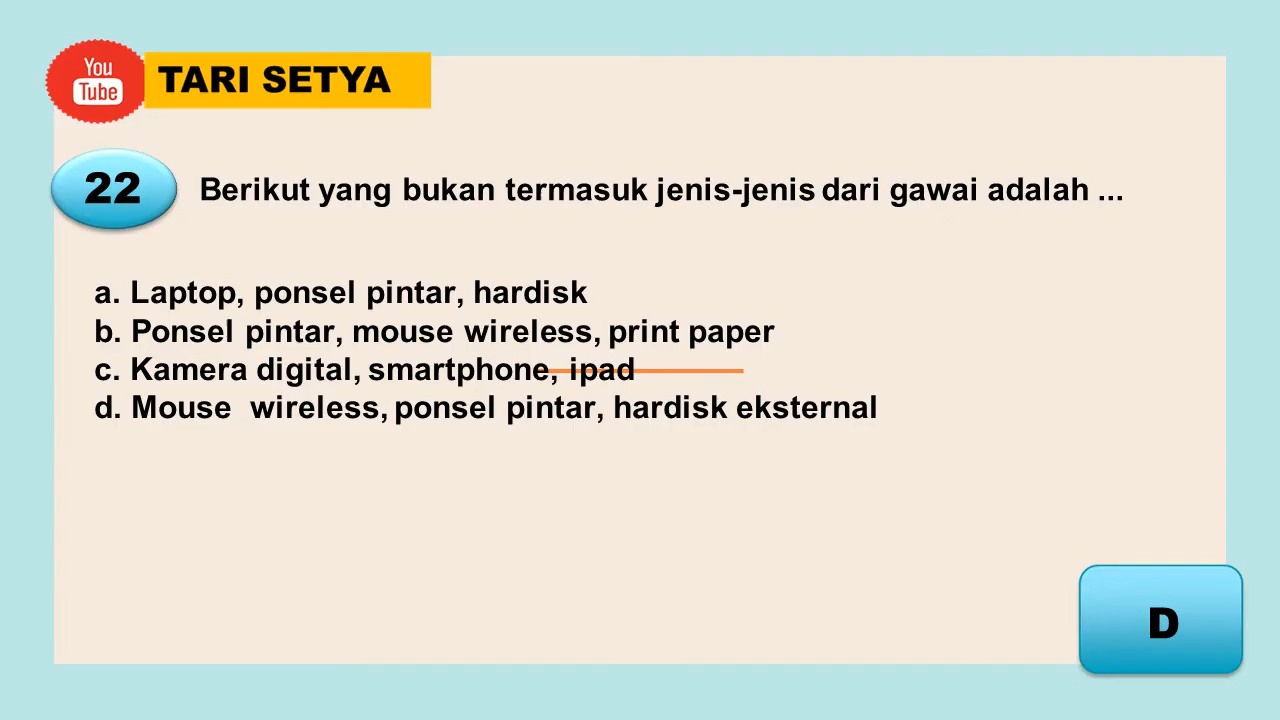 You
Tube
TARI SETYA
22
Berikut yang bukan termasuk jenis-jenis dari gawai adalah ...
a. Laptop, ponsel pintar, hardisk
b. Ponsel pintar, mouse wireless, print paper
c. Kamera digital, smartphone, ipad
d. Mouse wireless, ponsel pintar, hardisk eksternal
D